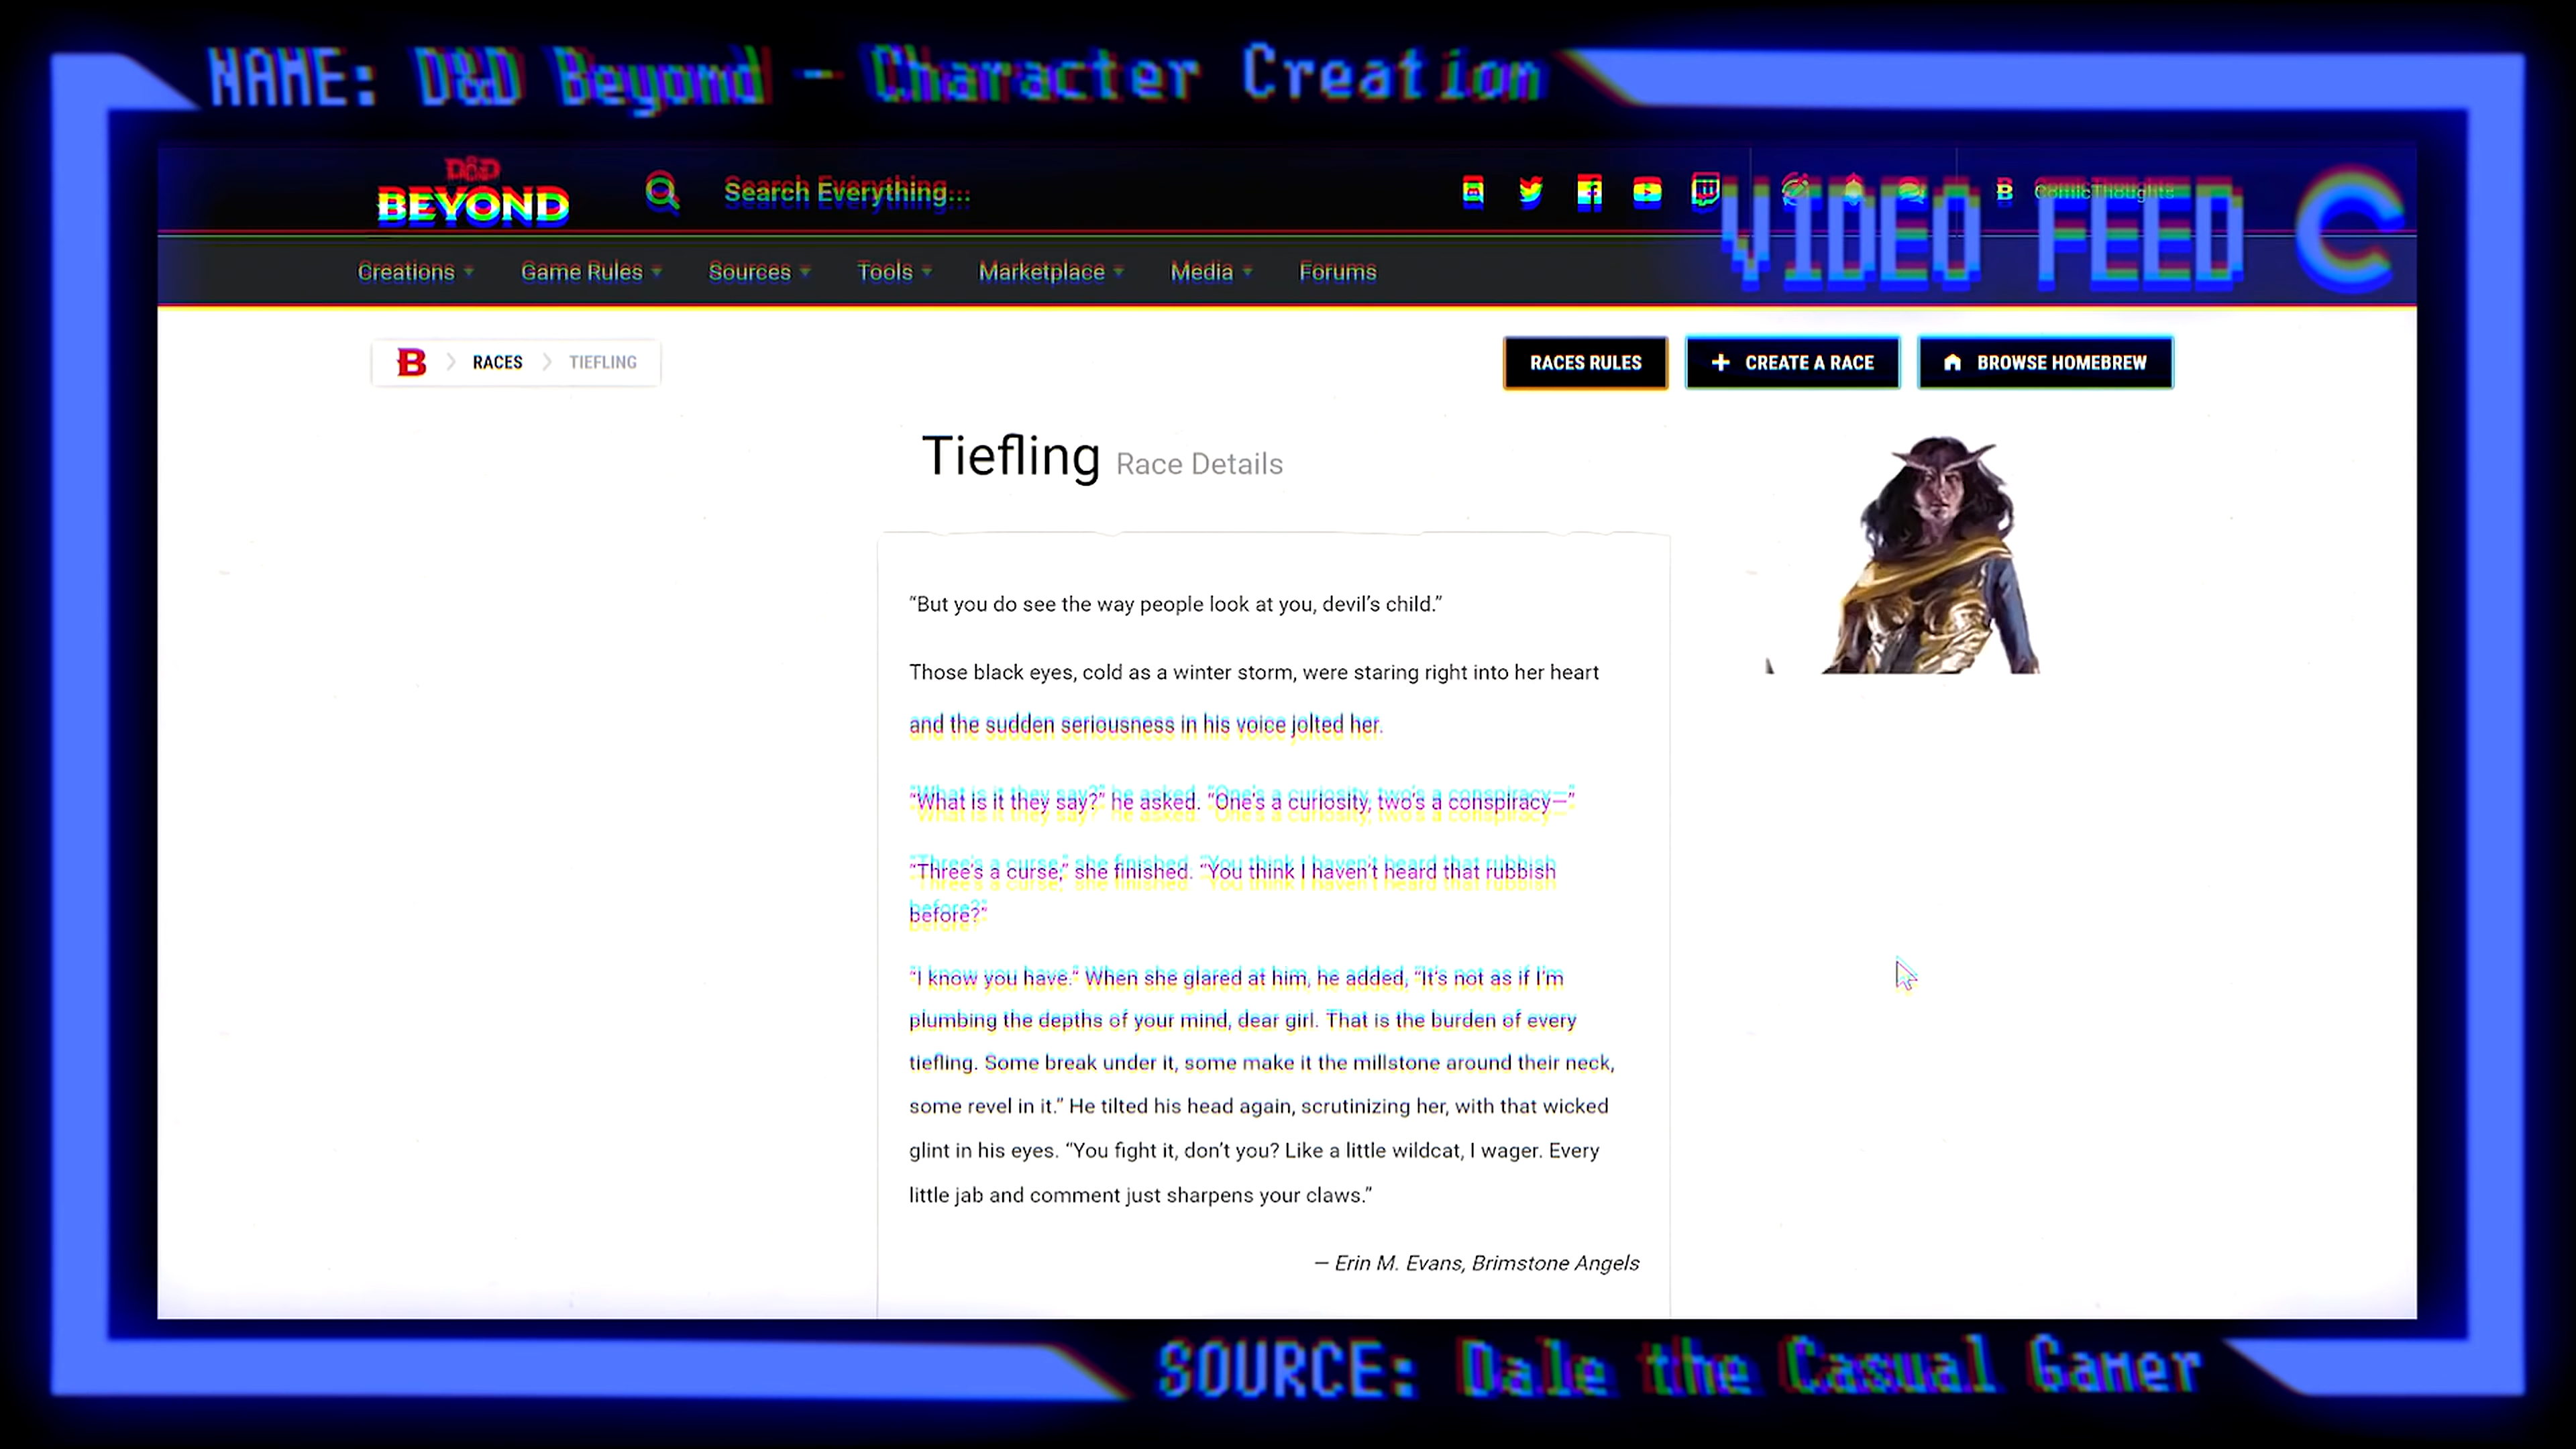 NAME: D&D Beyond - Character Creation
D&D
BEYOND
Search Everything...
ComicThoughts
VIDEO FEED C
Creations
Game Rules
Sources
Tools
Marketplace
Media
Forums
B
RACES
TIEFLING
RACES RULES
+ CREATE A RACE
BROWSE HOMEBREW
Tiefling Race Details
“But you do see the way people look at you, devil’s child.”
Those black eyes, cold as a winter storm, were staring right into her heart
and the sudden seriousness in his voice jolted her.
“What is it they say?” he asked. “One’s a curiosity, two’s a conspiracy—”
“Three’s a curse,” she finished. “You think I haven’t heard that rubbish
before?”
“I know you have.” When she glared at him, he added, “It’s not as if I’m
plumbing the depths of your mind, dear girl. That is the burden of every
tiefling. Some break under it, some make it the millstone around their neck,
some revel in it.” He tilted his head again, scrutinizing her, with that wicked
glint in his eyes. “You fight it, don’t you? Like a little wildcat, I wager. Every
little jab and comment just sharpens your claws.”
— Erin M. Evans, Brimstone Angels
SOURCE: Dale the Casual Gamer